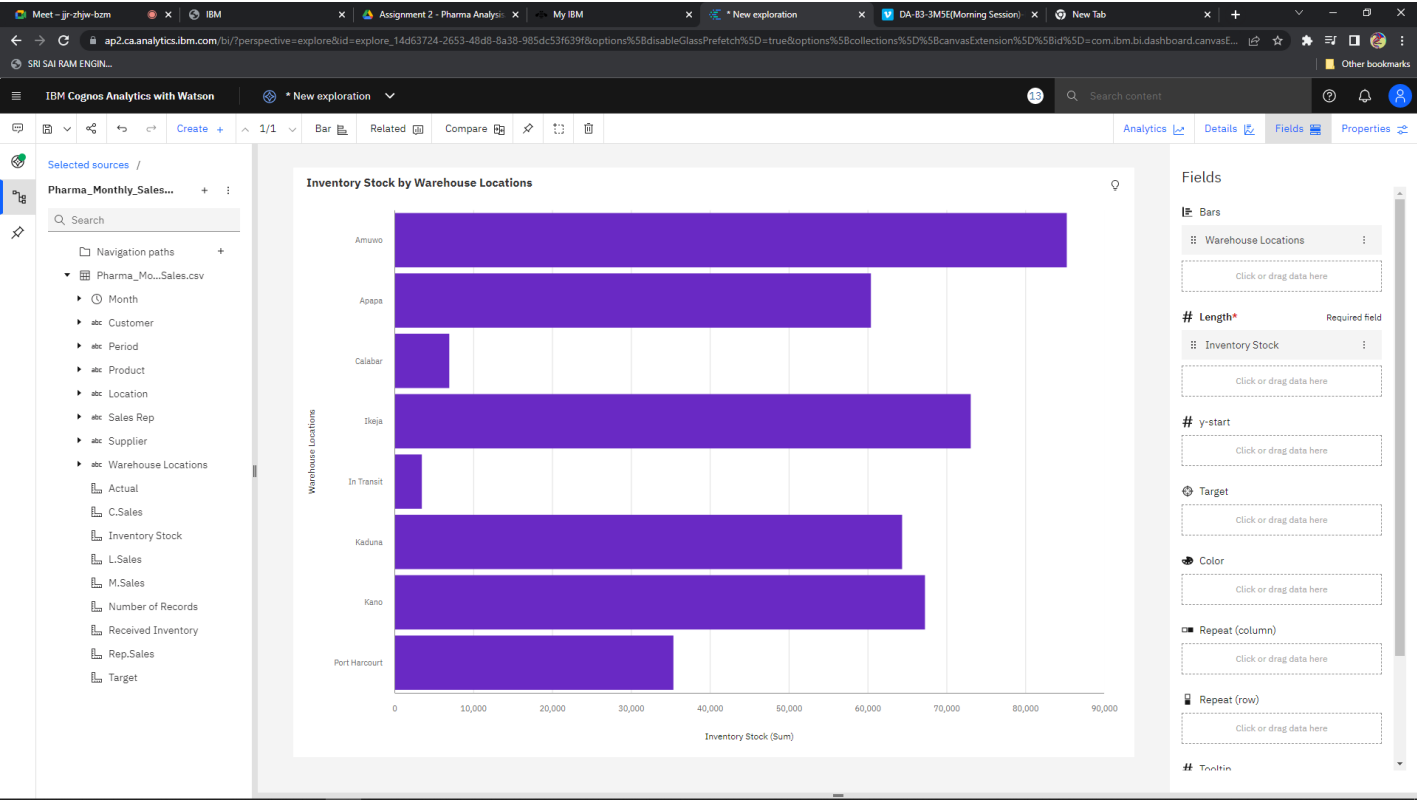 Meet – jjr-zhjw-bzm
IBM
Assignment 2 - Pharma Analysis.
My IBM
* New exploration
DA-B3-3M5E(Morning Session)
New Tab
ap2.ca.analytics.ibm.com/bi/?perspective=explore&id=explore_14d63724-2653-48d8-8a38-985dc53f639f&options%5BdisableGlassPrefetch%5D=true&options%5Bcollections%5D%5BcanvasExtension%5D%5Bid%5D=com.ibm.bi.dashboard.canvasE...
SRI SAI RAM ENGIN...
Other bookmarks
IBM Cognos Analytics with Watson
* New exploration
13
Search content
Create +
1/1
Bar
Related
Compare
Analytics
Details
Fields
Properties
Selected sources /
Pharma_Monthly_Sales...
Search
Navigation paths
Pharma_Mo...Sales.csv
Month
abc Customer
abc Period
abc Product
abc Location
abc Sales Rep
abc Supplier
abc Warehouse Locations
Actual
C.Sales
Inventory Stock
L.Sales
M.Sales
Number of Records
Received Inventory
Rep.Sales
Target
Inventory Stock by Warehouse Locations
Warehouse Locations
Amuwo
Apapa
Calabar
Ikeja
In Transit
Kaduna
Kano
Port Harcourt
0 10,000 20,000 30,000 40,000 50,000 60,000 70,000 80,000 90,000
Inventory Stock (Sum)
Fields
Bars
Warehouse Locations
Click or drag data here
# Length* Required field
Inventory Stock
Click or drag data here
# y-start
Click or drag data here
Target
Click or drag data here
Color
Click or drag data here
Repeat (column)
Click or drag data here
Repeat (row)
Click or drag data here
# Tooltip